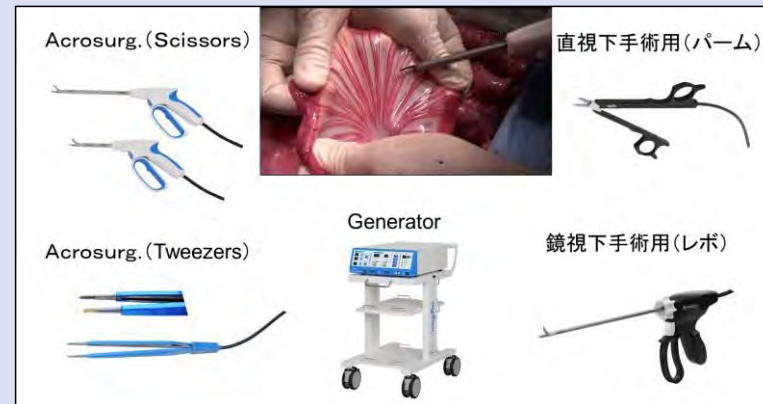 Acrosurg.(Scissors)
直視下手術用(パーム)
Acrosurg.(Tweezers)
Generator
鏡視下手術用(レボ)